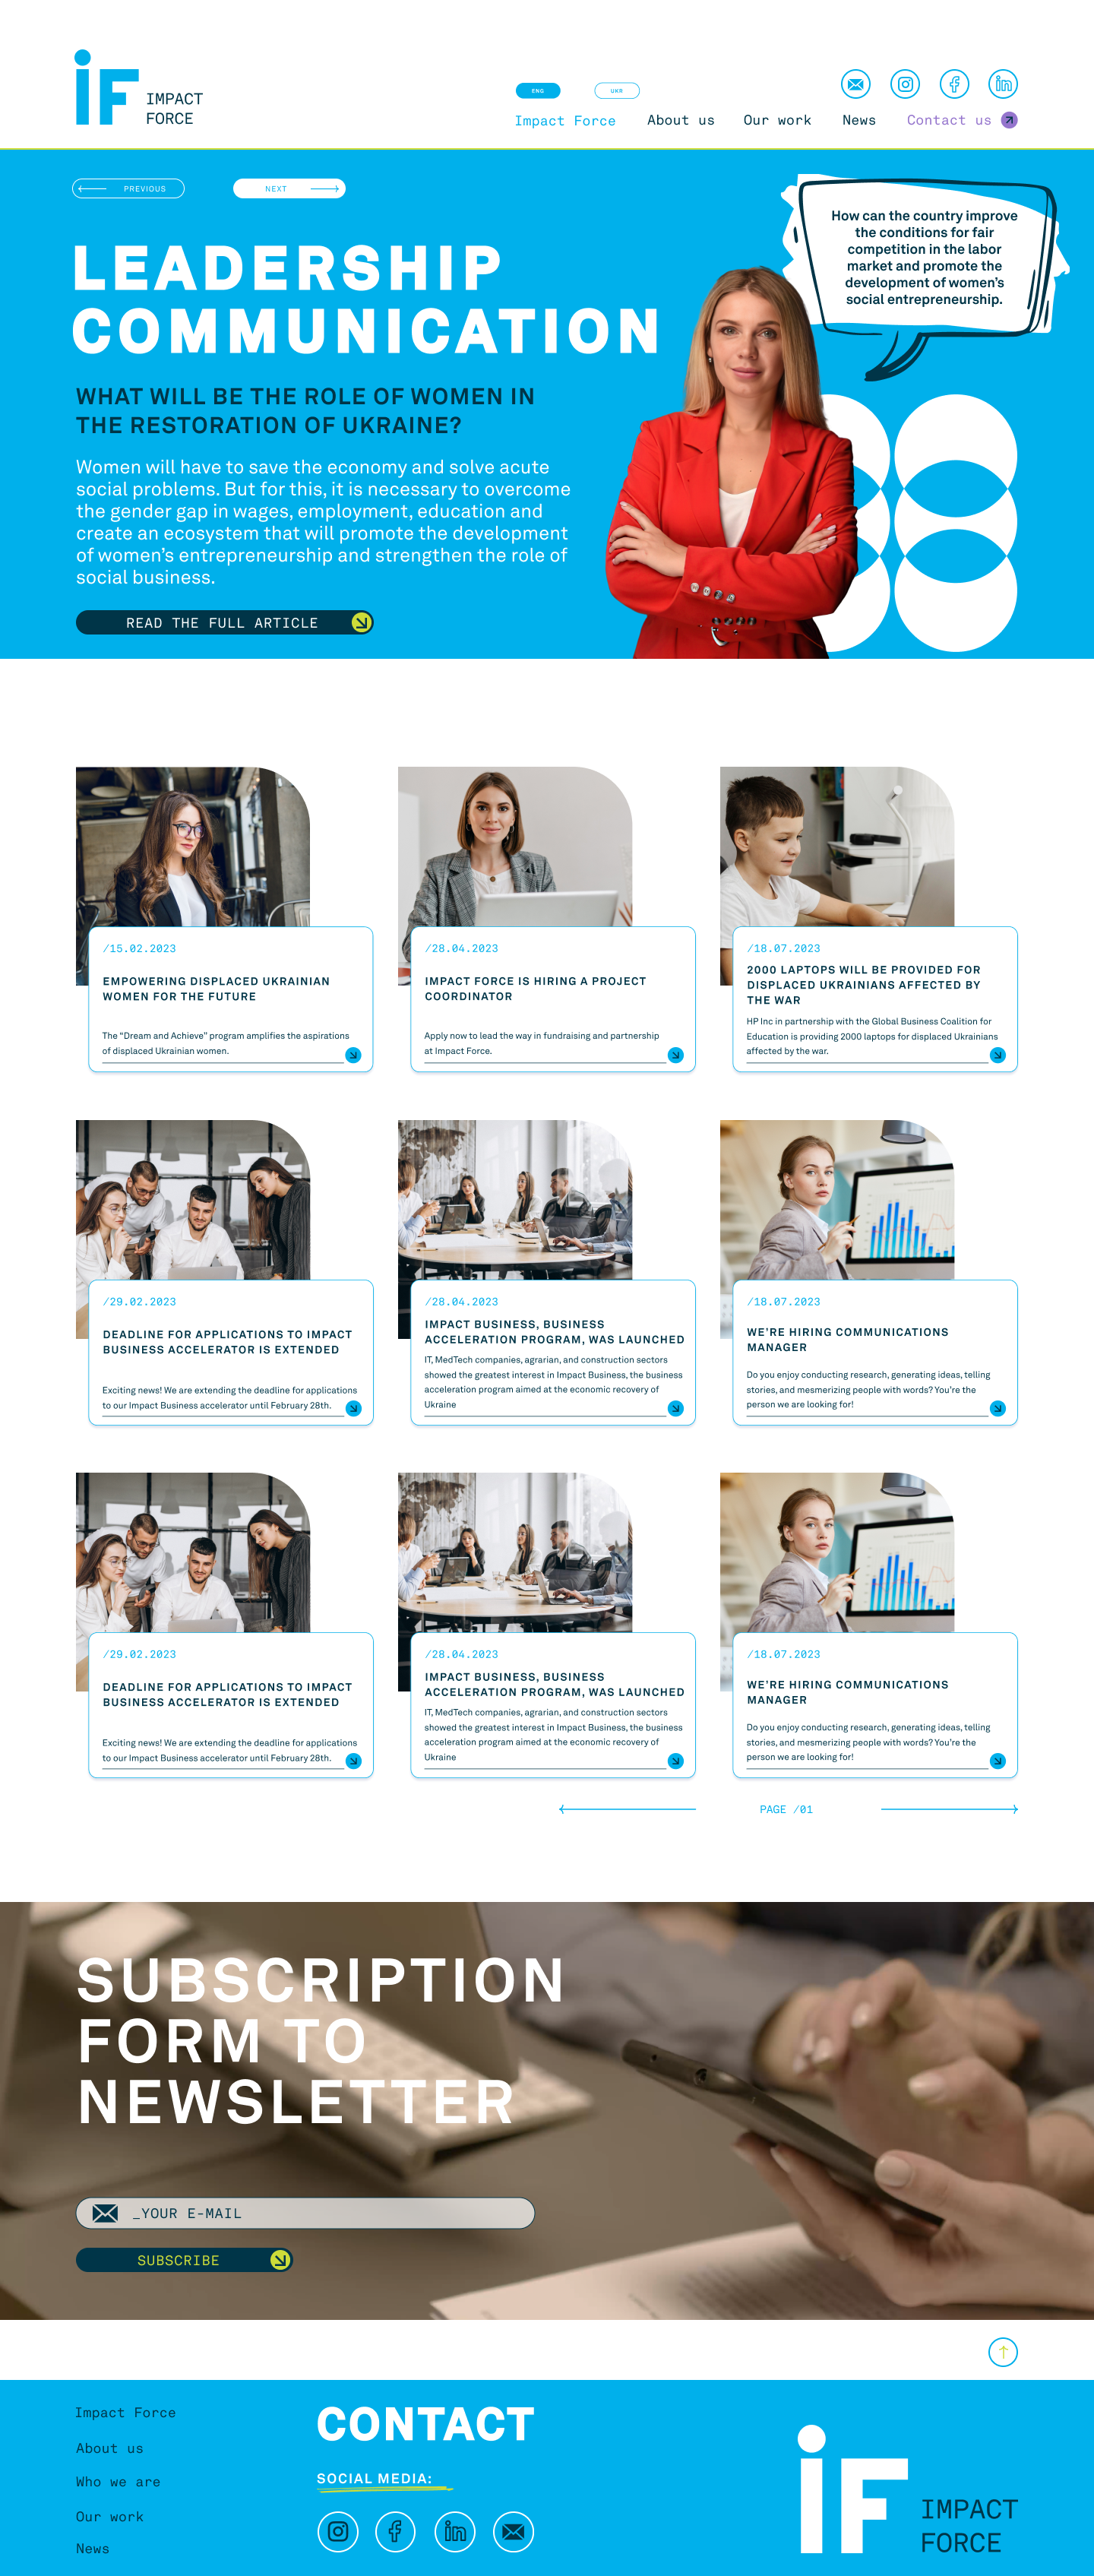 iF IMPACT
FORCE
ENG UKR
Impact Force About us Our work News Contact us
PREVIOUS NEXT
LEADERSHIP
COMMUNICATION
WHAT WILL BE THE ROLE OF WOMEN IN
THE RESTORATION OF UKRAINE?
Women will have to save the economy and solve acute
social problems. But for this, it is necessary to overcome
the gender gap in wages, employment, education and
create an ecosystem that will promote the development
of women’s entrepreneurship and strengthen the role of
social business.
READ THE FULL ARTICLE
How can the country improve
the conditions for fair
competition in the labor
market and promote the
development of women’s
social entrepreneurship.
/15.02.2023
EMPOWERING DISPLACED UKRAINIAN
WOMEN FOR THE FUTURE
The “Dream and Achieve” program amplifies the aspirations
of displaced Ukrainian women.
/28.04.2023
IMPACT FORCE IS HIRING A PROJECT
COORDINATOR
Apply now to lead the way in fundraising and partnership
at Impact Force.
/18.07.2023
2000 LAPTOPS WILL BE PROVIDED FOR
DISPLACED UKRAINIANS AFFECTED BY
THE WAR
HP Inc in partnership with the Global Business Coalition for
Education is providing 2000 laptops for displaced Ukrainians
affected by the war.
/29.02.2023
DEADLINE FOR APPLICATIONS TO IMPACT
BUSINESS ACCELERATOR IS EXTENDED
Exciting news! We are extending the deadline for applications
to our Impact Business accelerator until February 28th.
/28.04.2023
IMPACT BUSINESS, BUSINESS
ACCELERATION PROGRAM, WAS LAUNCHED
IT, MedTech companies, agrarian, and construction sectors
showed the greatest interest in Impact Business, the business
acceleration program aimed at the economic recovery of
Ukraine
/18.07.2023
WE’RE HIRING COMMUNICATIONS
MANAGER
Do you enjoy conducting research, generating ideas, telling
stories, and mesmerizing people with words? You’re the
person we are looking for!
/29.02.2023
DEADLINE FOR APPLICATIONS TO IMPACT
BUSINESS ACCELERATOR IS EXTENDED
Exciting news! We are extending the deadline for applications
to our Impact Business accelerator until February 28th.
/28.04.2023
IMPACT BUSINESS, BUSINESS
ACCELERATION PROGRAM, WAS LAUNCHED
IT, MedTech companies, agrarian, and construction sectors
showed the greatest interest in Impact Business, the business
acceleration program aimed at the economic recovery of
Ukraine
/18.07.2023
WE’RE HIRING COMMUNICATIONS
MANAGER
Do you enjoy conducting research, generating ideas, telling
stories, and mesmerizing people with words? You’re the
person we are looking for!
PAGE /01
SUBSCRIPTION
FORM TO
NEWSLETTER
_YOUR E-MAIL
SUBSCRIBE
Impact Force
About us
Who we are
Our work
News
CONTACT
SOCIAL MEDIA:
iF IMPACT
FORCE